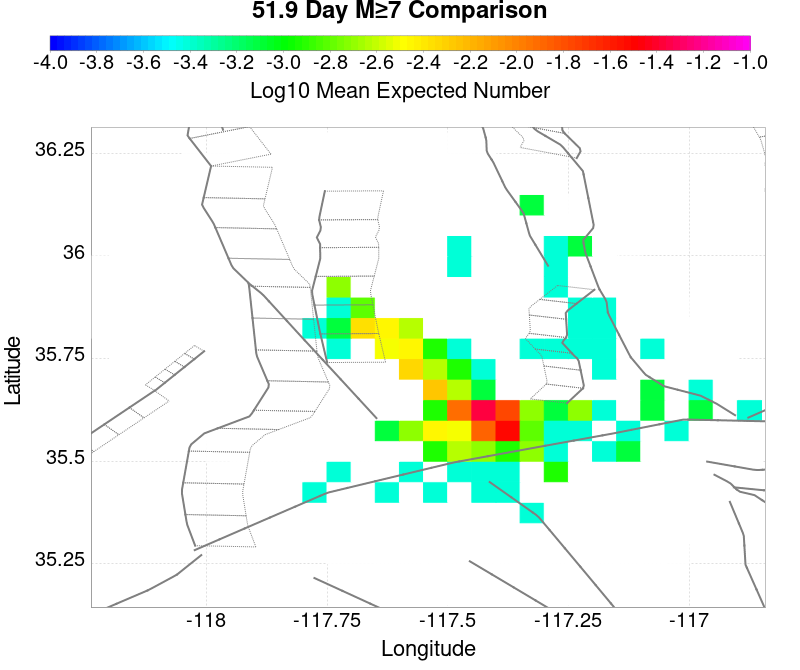 51.9 Day M≥7 Comparison
-4.0 -3.8 -3.6 -3.4 -3.2 -3.0 -2.8 -2.6 -2.4 -2.2 -2.0 -1.8 -1.6 -1.4 -1.2 -1.0
Log10 Mean Expected Number
36.25
36
35.75
35.5
35.25
Latitude
-118 -117.75 -117.5 -117.25 -117
Longitude